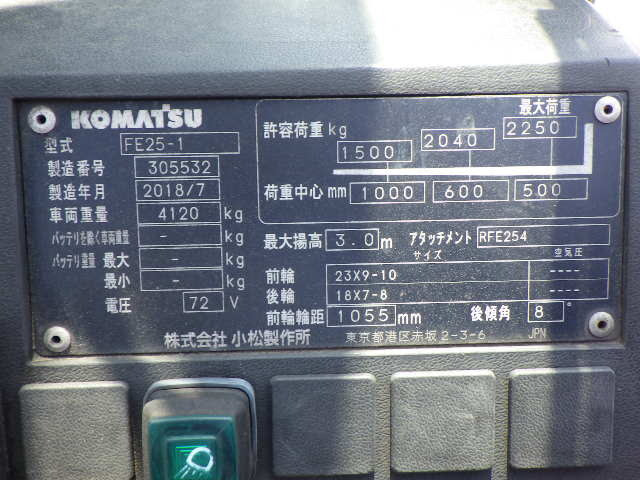 KOMATSU
型式 FE25-1
製造番号 305532
製造年月 2018/7
車両重量 4120 kg
バッテリを除く車両重量 - kg
バッテリ重量 最大 - kg
最小 - kg
電圧 72 V
最大荷重
許容荷重 kg 1500 2040 2250
荷重中心 mm 1000 600 500
最大揚高 3.0 m アタッチメント RFE254
サイズ 空気圧
前輪 23X9-10 ----
後輪 18X7-8 ----
前輪輪距 1055 mm 後傾角 8 °
株式会社 小松製作所 東京都港区赤坂 2-3-6 JPN